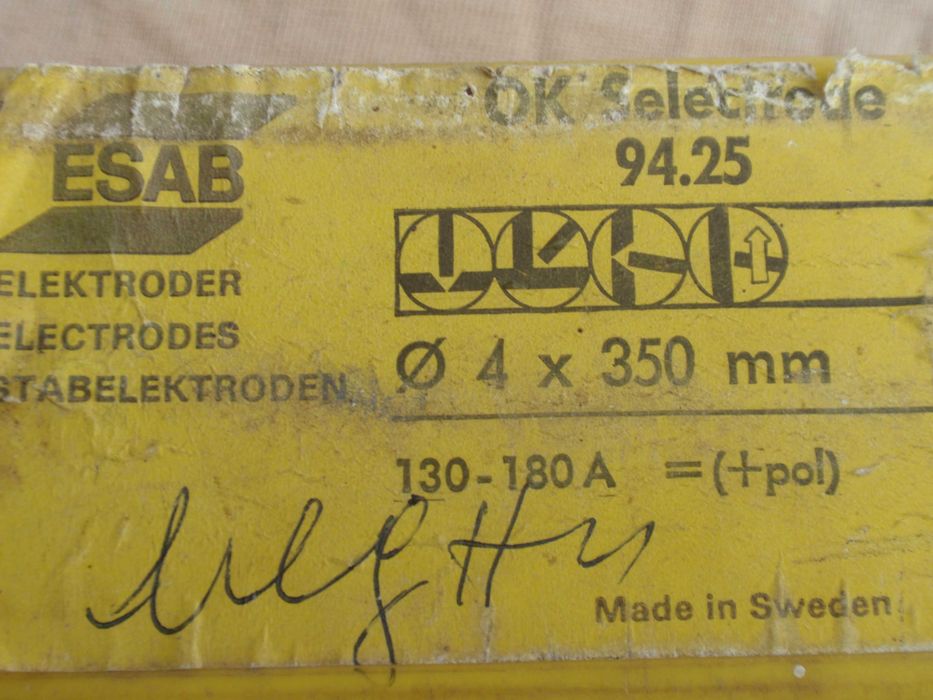 OK Selectrode
94.25
ESAB
ELEKTRODER
ELECTRODES
STABELEKTRODEN
Ø 4 x 350 mm
130-180 A =(+pol)
Made in Sweden